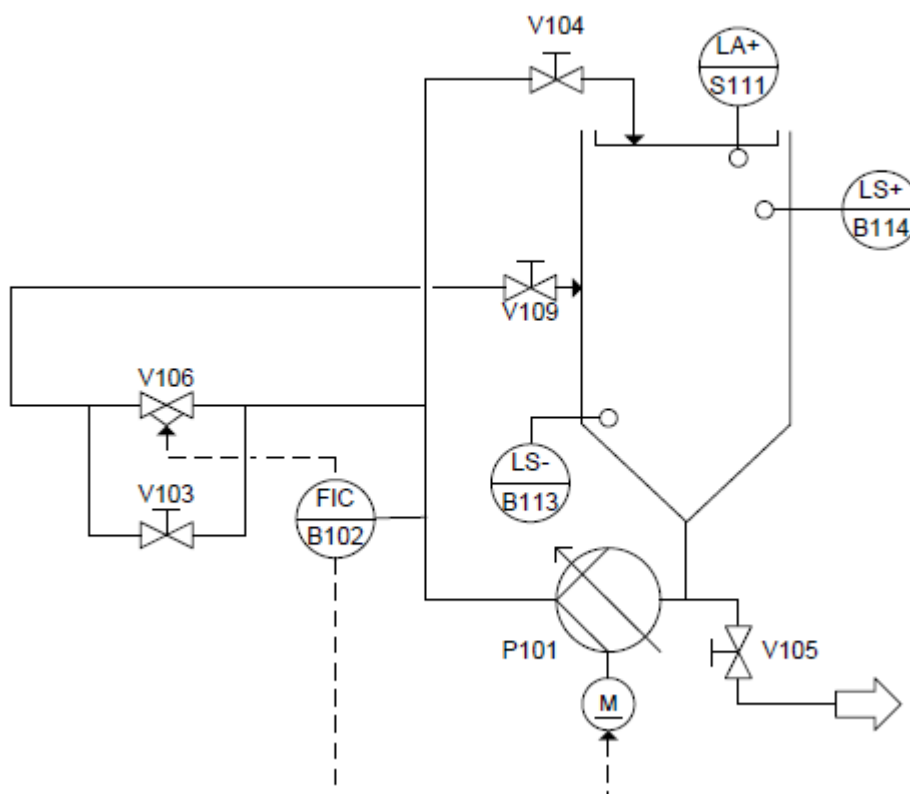 V104
LA+
S111
LS+
B114
V109
V106
LS-
B113
V103
FIC
B102
P101
V105
M